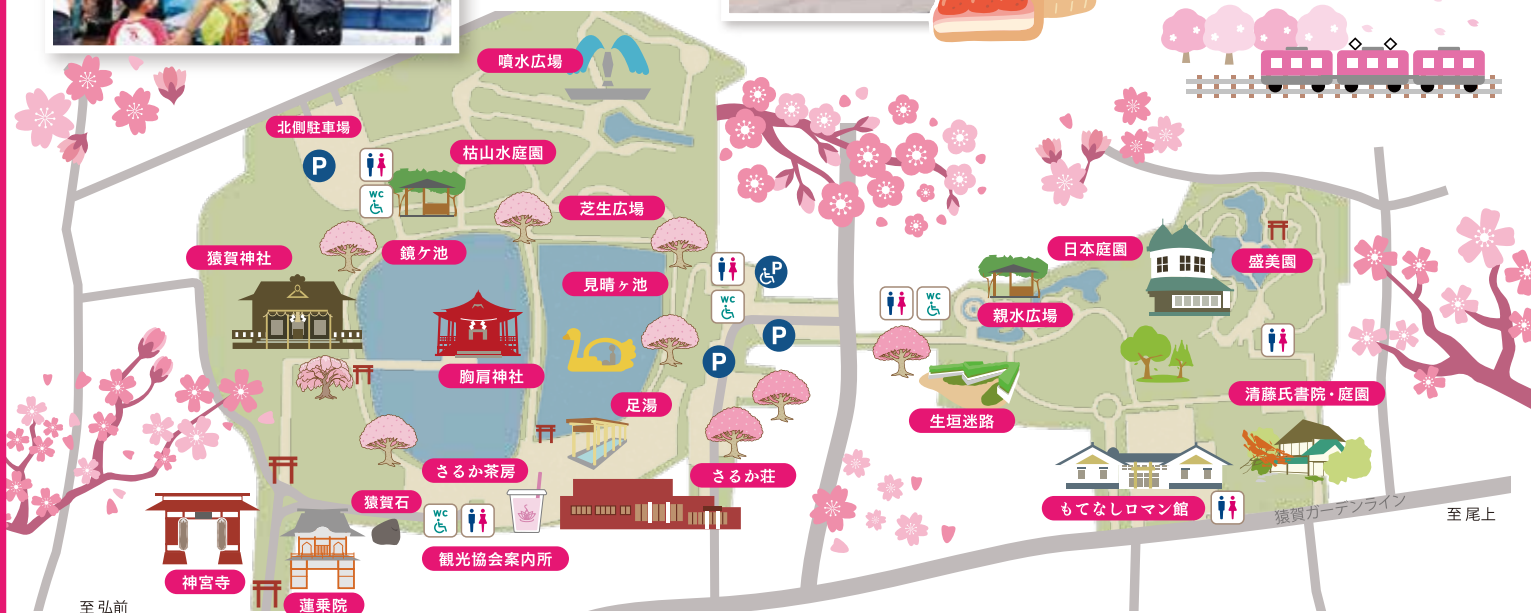 噴水広場
北側駐車場
P
枯山水庭園
WC
芝生広場
猿賀神社
鏡ケ池
見晴ヶ池
P
WC
P
P
胸肩神社
足湯
さるか茶房
さるか荘
猿賀石
WC
観光協会案内所
神宮寺
蓮乗院
至 弘前
日本庭園
盛美園
WC
親水広場
生垣迷路
清藤氏書院・庭園
もてなしロマン館
猿賀ガーデンライン
至 尾上